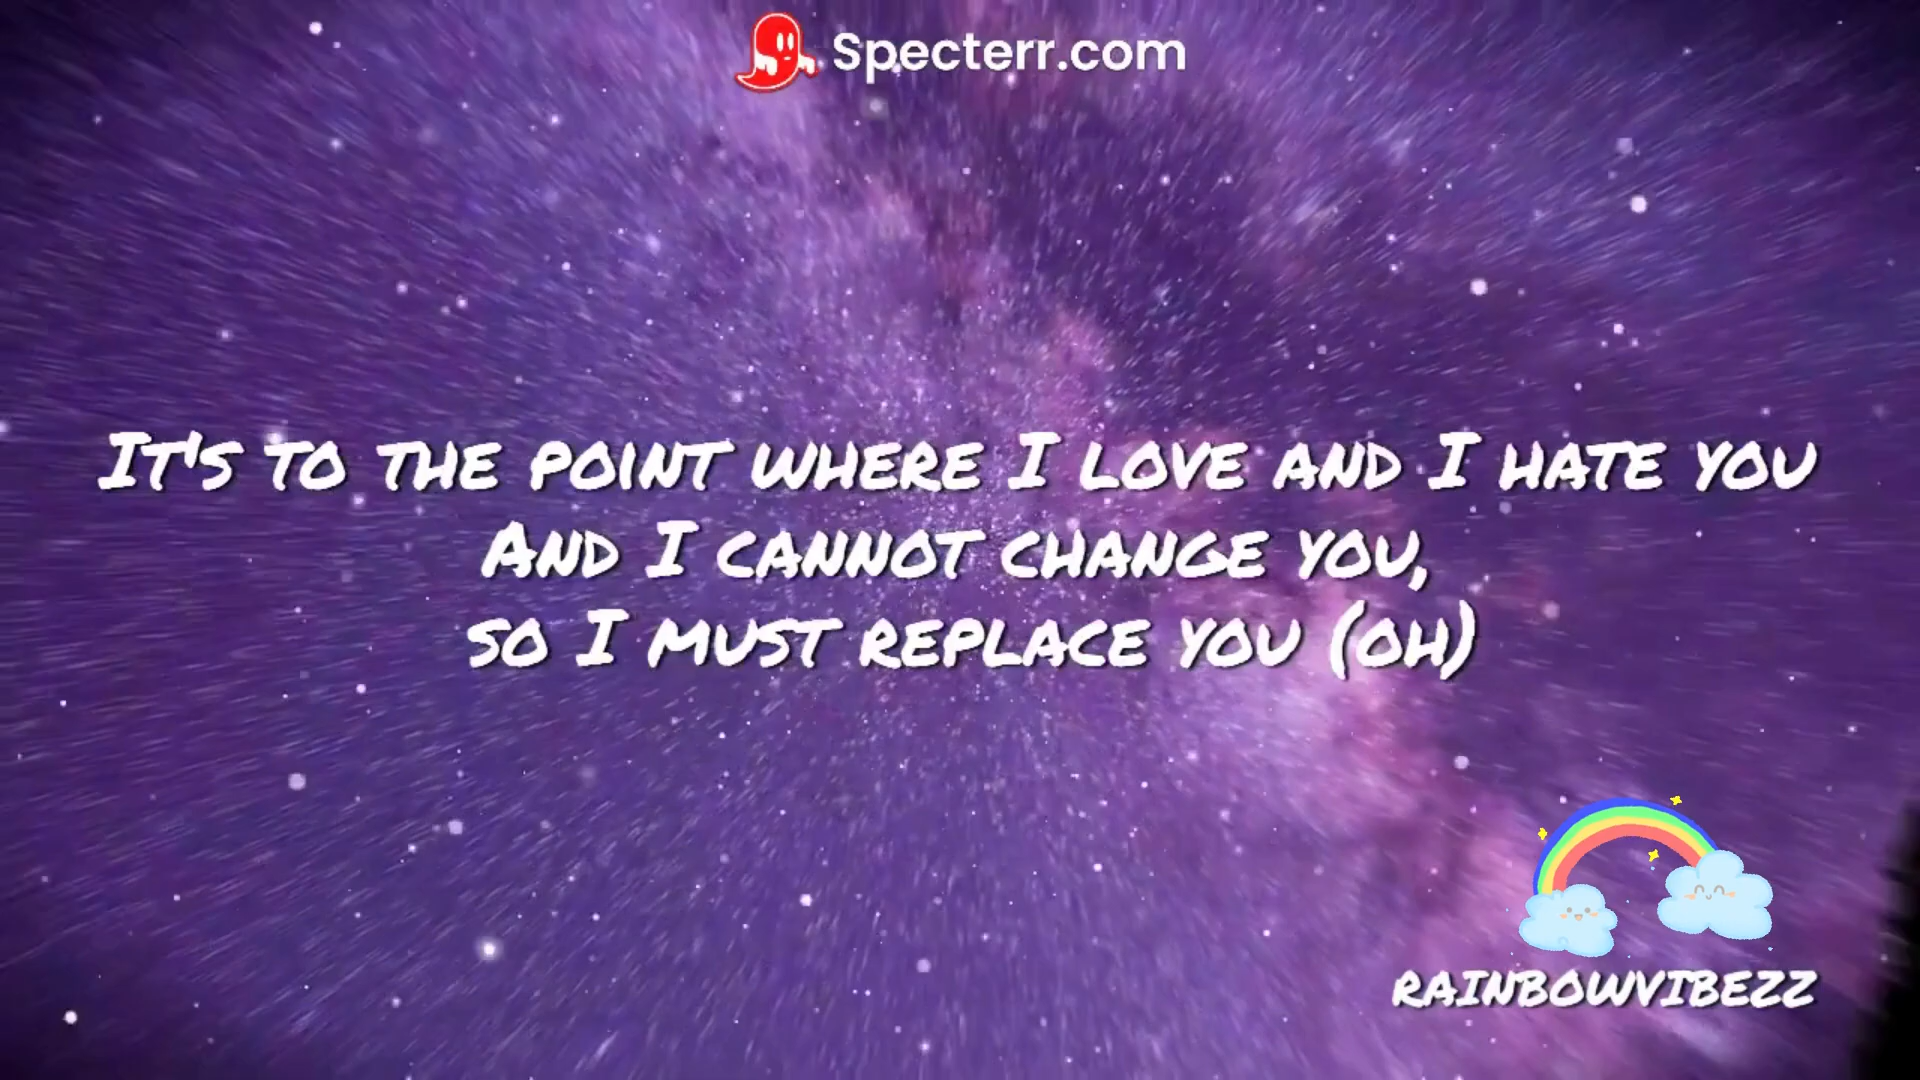 Specterr.com
It's to the point where I love and I hate you
And I cannot change you,
so I must replace you (oh)
RAINBOWVIBEZZ